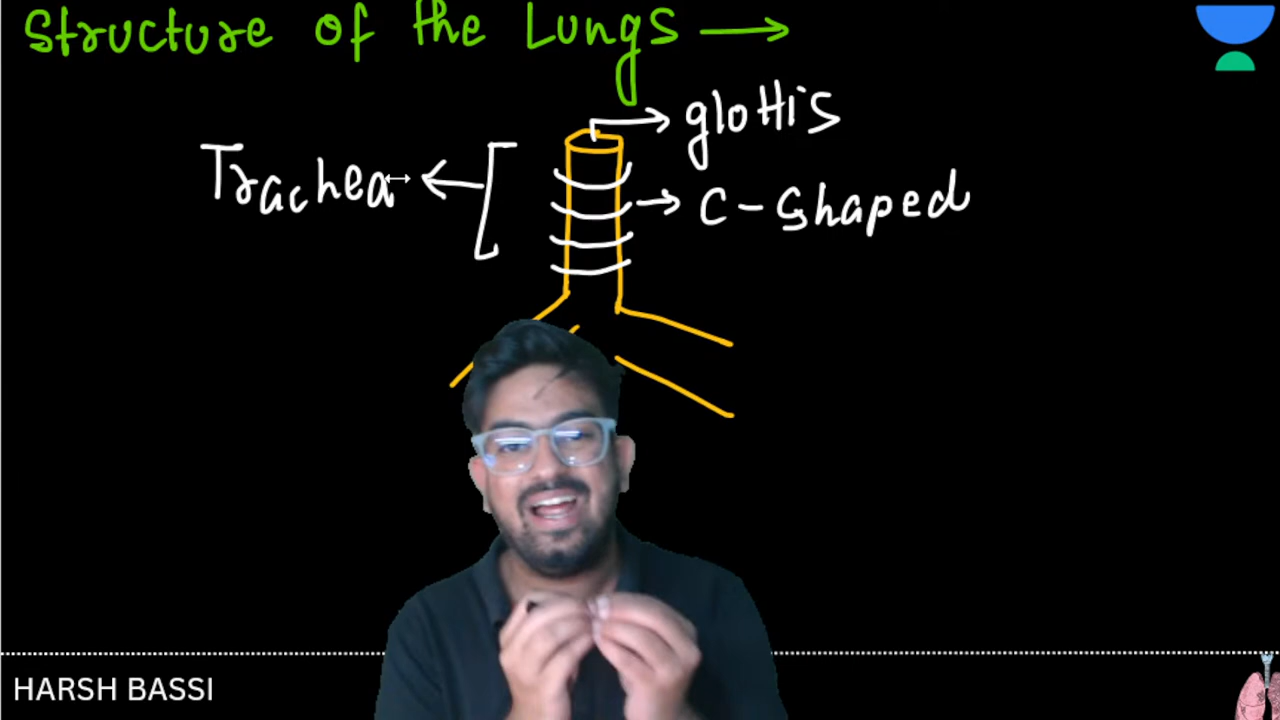 Structure of the Lungs →
glottis
Trachea
C-shaped
HARSH BASSI